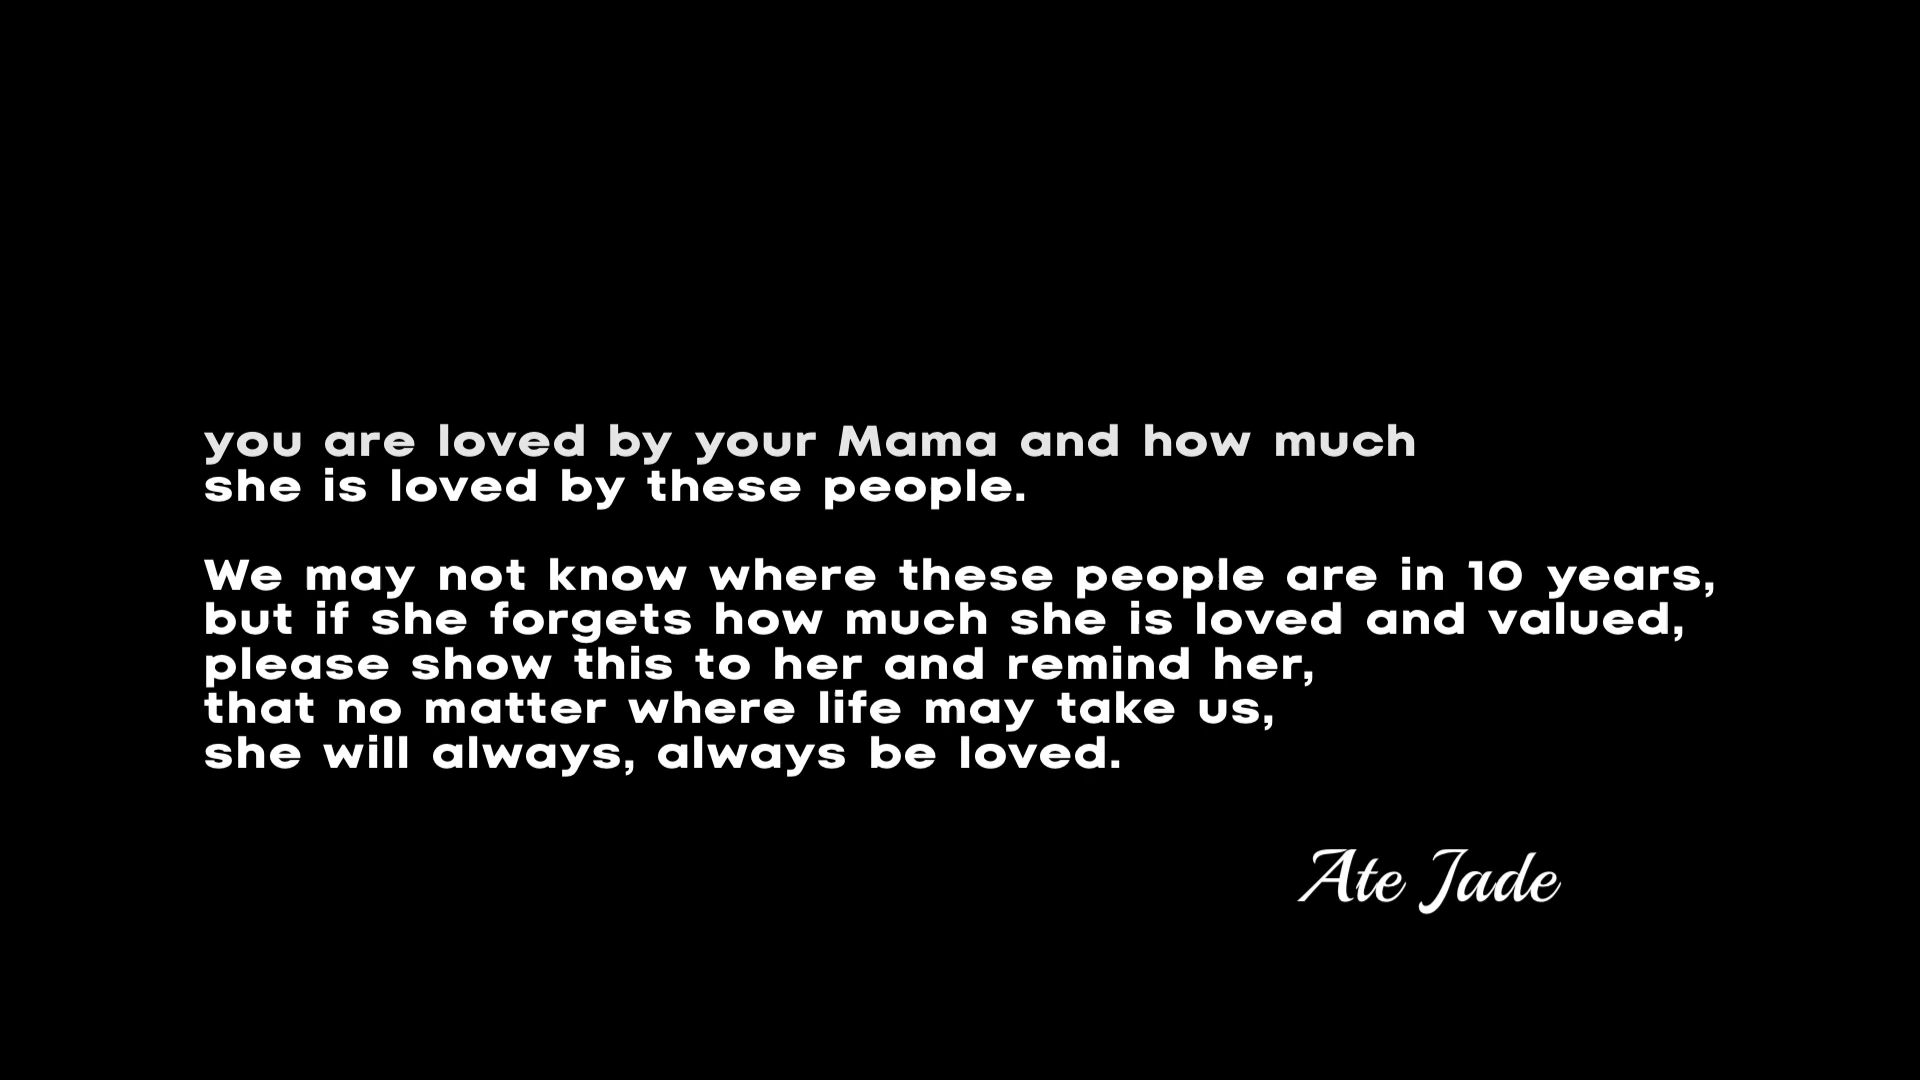 you are loved by your Mama and how much
she is loved by these people.
We may not know where these people are in 10 years,
but if she forgets how much she is loved and valued,
please show this to her and remind her,
that no matter where life may take us,
she will always, always be loved.
Ate Jade